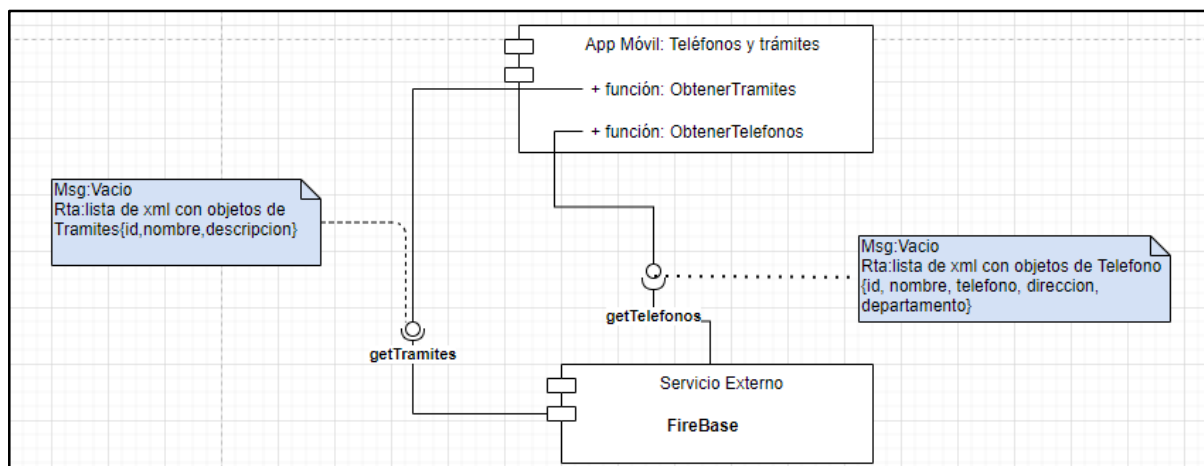 App Móvil: Teléfonos y trámites
+ función: ObtenerTramites
+ función: ObtenerTelefonos
Msg:Vacio
Rta:lista de xml con objetos de
Tramites{id,nombre,descripcion}
Msg:Vacio
Rta:lista de xml con objetos de Telefono
{id, nombre, telefono, direccion,
departamento}
getTelefonos
getTramites
Servicio Externo
FireBase